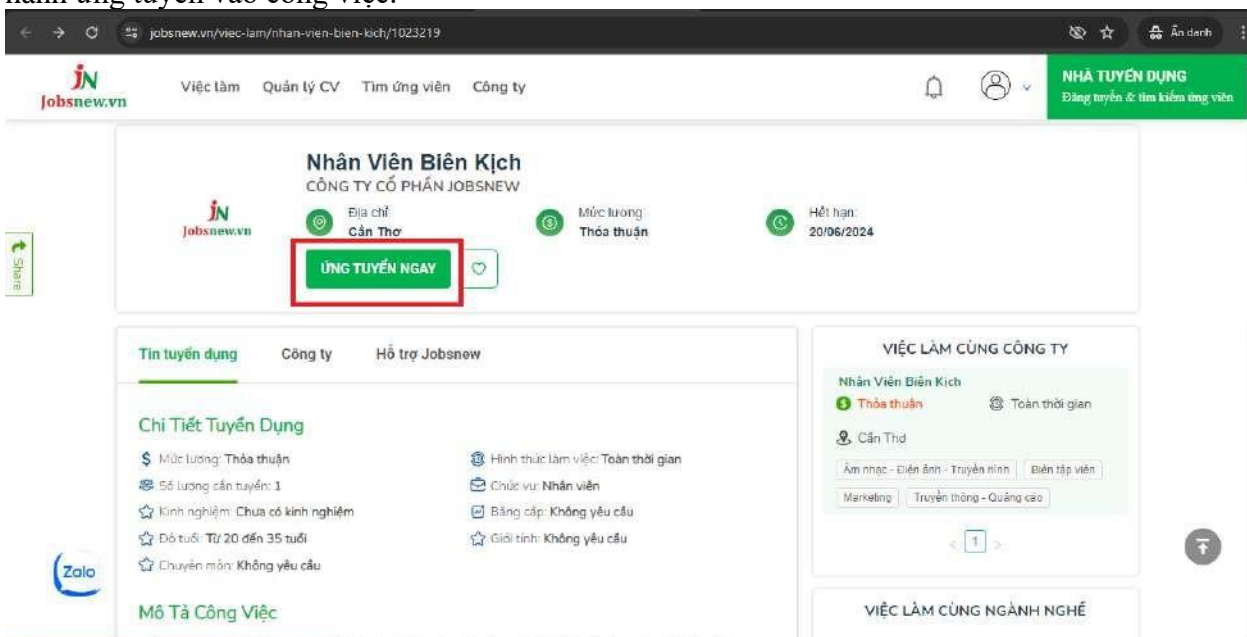 hành ứng tuyển vào công việc.
jobsnew.vn/viec-lam/nhan-vien-bien-kich/1023219
Ẩn danh
jN
Jobsnew.vn
Việc làm Quản lý CV Tìm ứng viên Công ty
NHÀ TUYỂN DỤNG
Đăng tuyển & tìm kiếm ứng viên
Nhân Viên Biên Kịch
CÔNG TY CỔ PHẦN JOBSNEW
jN
Jobsnew.vn
Địa chỉ:
Cần Thơ
Mức lương:
Thỏa thuận
Hết hạn:
20/06/2024
ỨNG TUYỂN NGAY
Share
Tin tuyển dụng Công ty Hỗ trợ Jobsnew
Chi Tiết Tuyển Dụng
Mức lương: Thỏa thuận
Hình thức làm việc: Toàn thời gian
Số lượng cần tuyển: 1
Chức vụ: Nhân viên
Kinh nghiệm: Chưa có kinh nghiệm
Bằng cấp: Không yêu cầu
Độ tuổi: Từ 20 đến 35 tuổi
Giới tính: Không yêu cầu
Chuyên môn: Không yêu cầu
Mô Tả Công Việc
VIỆC LÀM CÙNG CÔNG TY
Nhân Viên Biên Kịch
Thỏa thuận
Toàn thời gian
Cần Thơ
Âm nhạc - Điện ảnh - Truyền hình
Biên tập viên
Marketing
Truyền thông - Quảng cáo
< 1 >
VIỆC LÀM CÙNG NGÀNH NGHỀ
Zalo